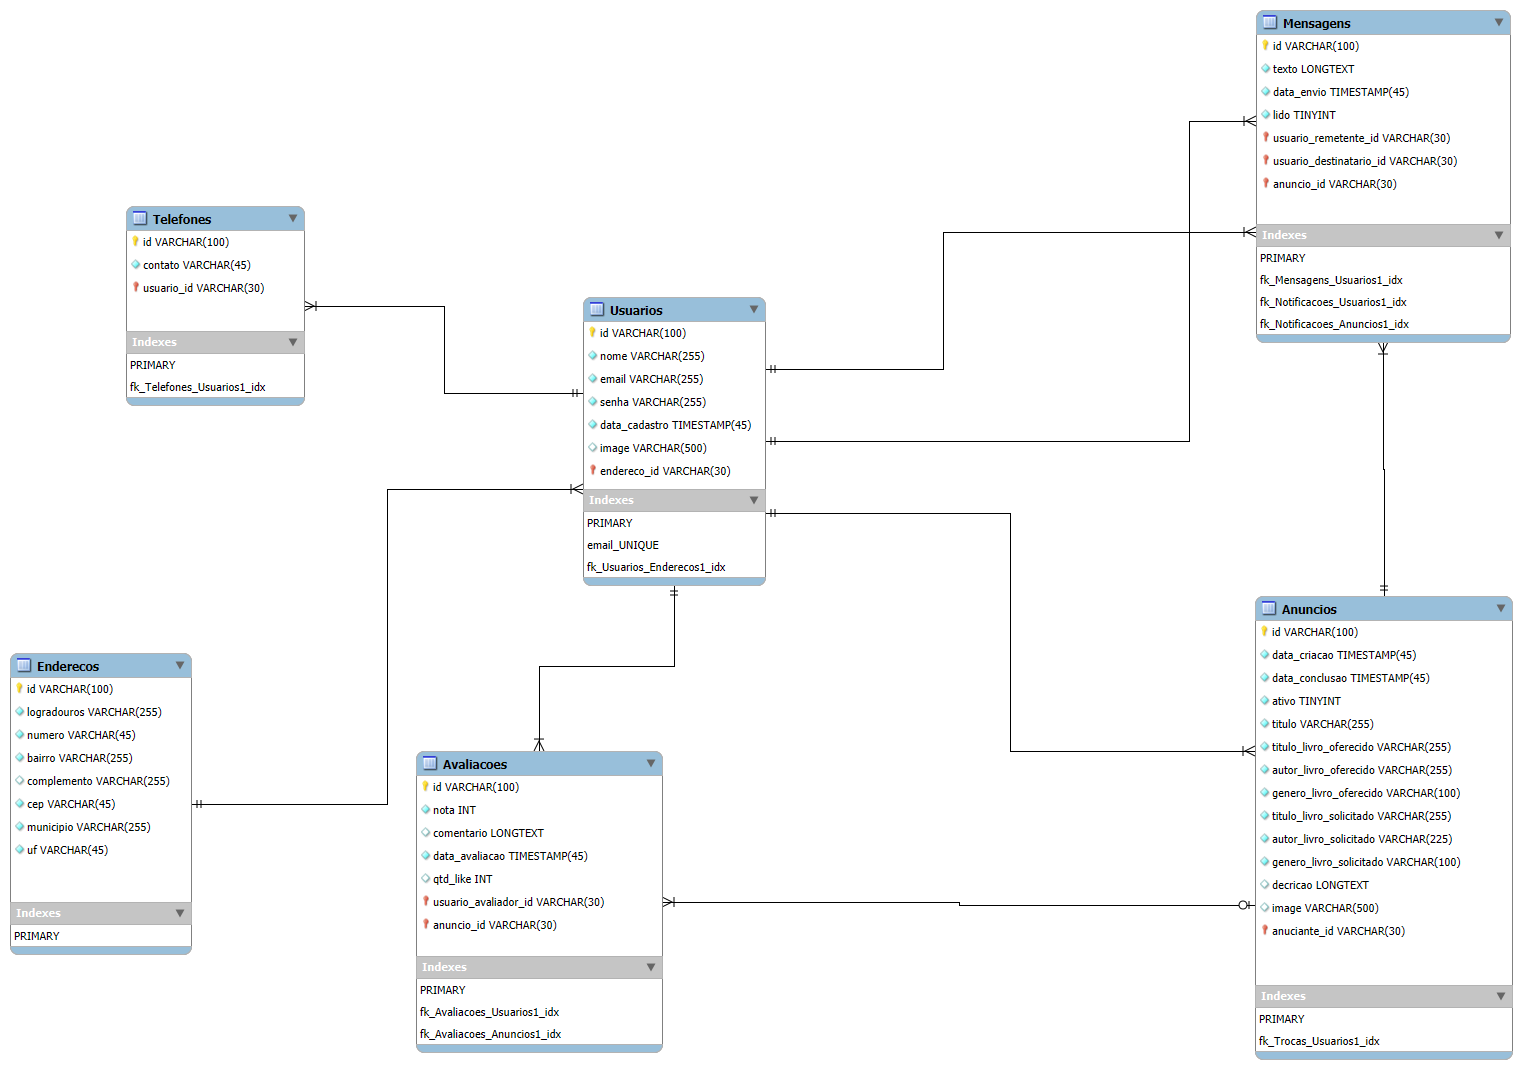 Mensagens
id VARCHAR(100)
texto LONGTEXT
data_envio TIMESTAMP(45)
lido TINYINT
usuario_remetente_id VARCHAR(30)
usuario_destinatario_id VARCHAR(30)
anuncio_id VARCHAR(30)
Indexes
PRIMARY
fk_Mensagens_Usuarios1_idx
fk_Notificacoes_Usuarios1_idx
fk_Notificacoes_Anuncios1_idx
Telefones
id VARCHAR(100)
contato VARCHAR(45)
usuario_id VARCHAR(30)
Indexes
PRIMARY
fk_Telefones_Usuarios1_idx
Usuarios
id VARCHAR(100)
nome VARCHAR(255)
email VARCHAR(255)
senha VARCHAR(255)
data_cadastro TIMESTAMP(45)
image VARCHAR(500)
endereco_id VARCHAR(30)
Indexes
PRIMARY
email_UNIQUE
fk_Usuarios_Enderecos1_idx
Enderecos
id VARCHAR(100)
logradouros VARCHAR(255)
numero VARCHAR(45)
bairro VARCHAR(255)
complemento VARCHAR(255)
cep VARCHAR(45)
municipio VARCHAR(255)
uf VARCHAR(45)
Indexes
PRIMARY
Avaliacoes
id VARCHAR(100)
nota INT
comentario LONGTEXT
data_avaliacao TIMESTAMP(45)
qtd_like INT
usuario_avaliador_id VARCHAR(30)
anuncio_id VARCHAR(30)
Indexes
PRIMARY
fk_Avaliacoes_Usuarios1_idx
fk_Avaliacoes_Anuncios1_idx
Anuncios
id VARCHAR(100)
data_criacao TIMESTAMP(45)
data_conclusao TIMESTAMP(45)
ativo TINYINT
titulo VARCHAR(255)
titulo_livro_oferecido VARCHAR(255)
autor_livro_oferecido VARCHAR(255)
genero_livro_oferecido VARCHAR(100)
titulo_livro_solicitado VARCHAR(255)
autor_livro_solicitado VARCHAR(225)
genero_livro_solicitado VARCHAR(100)
decricao LONGTEXT
image VARCHAR(500)
anuciante_id VARCHAR(30)
Indexes
PRIMARY
fk_Trocas_Usuarios1_idx